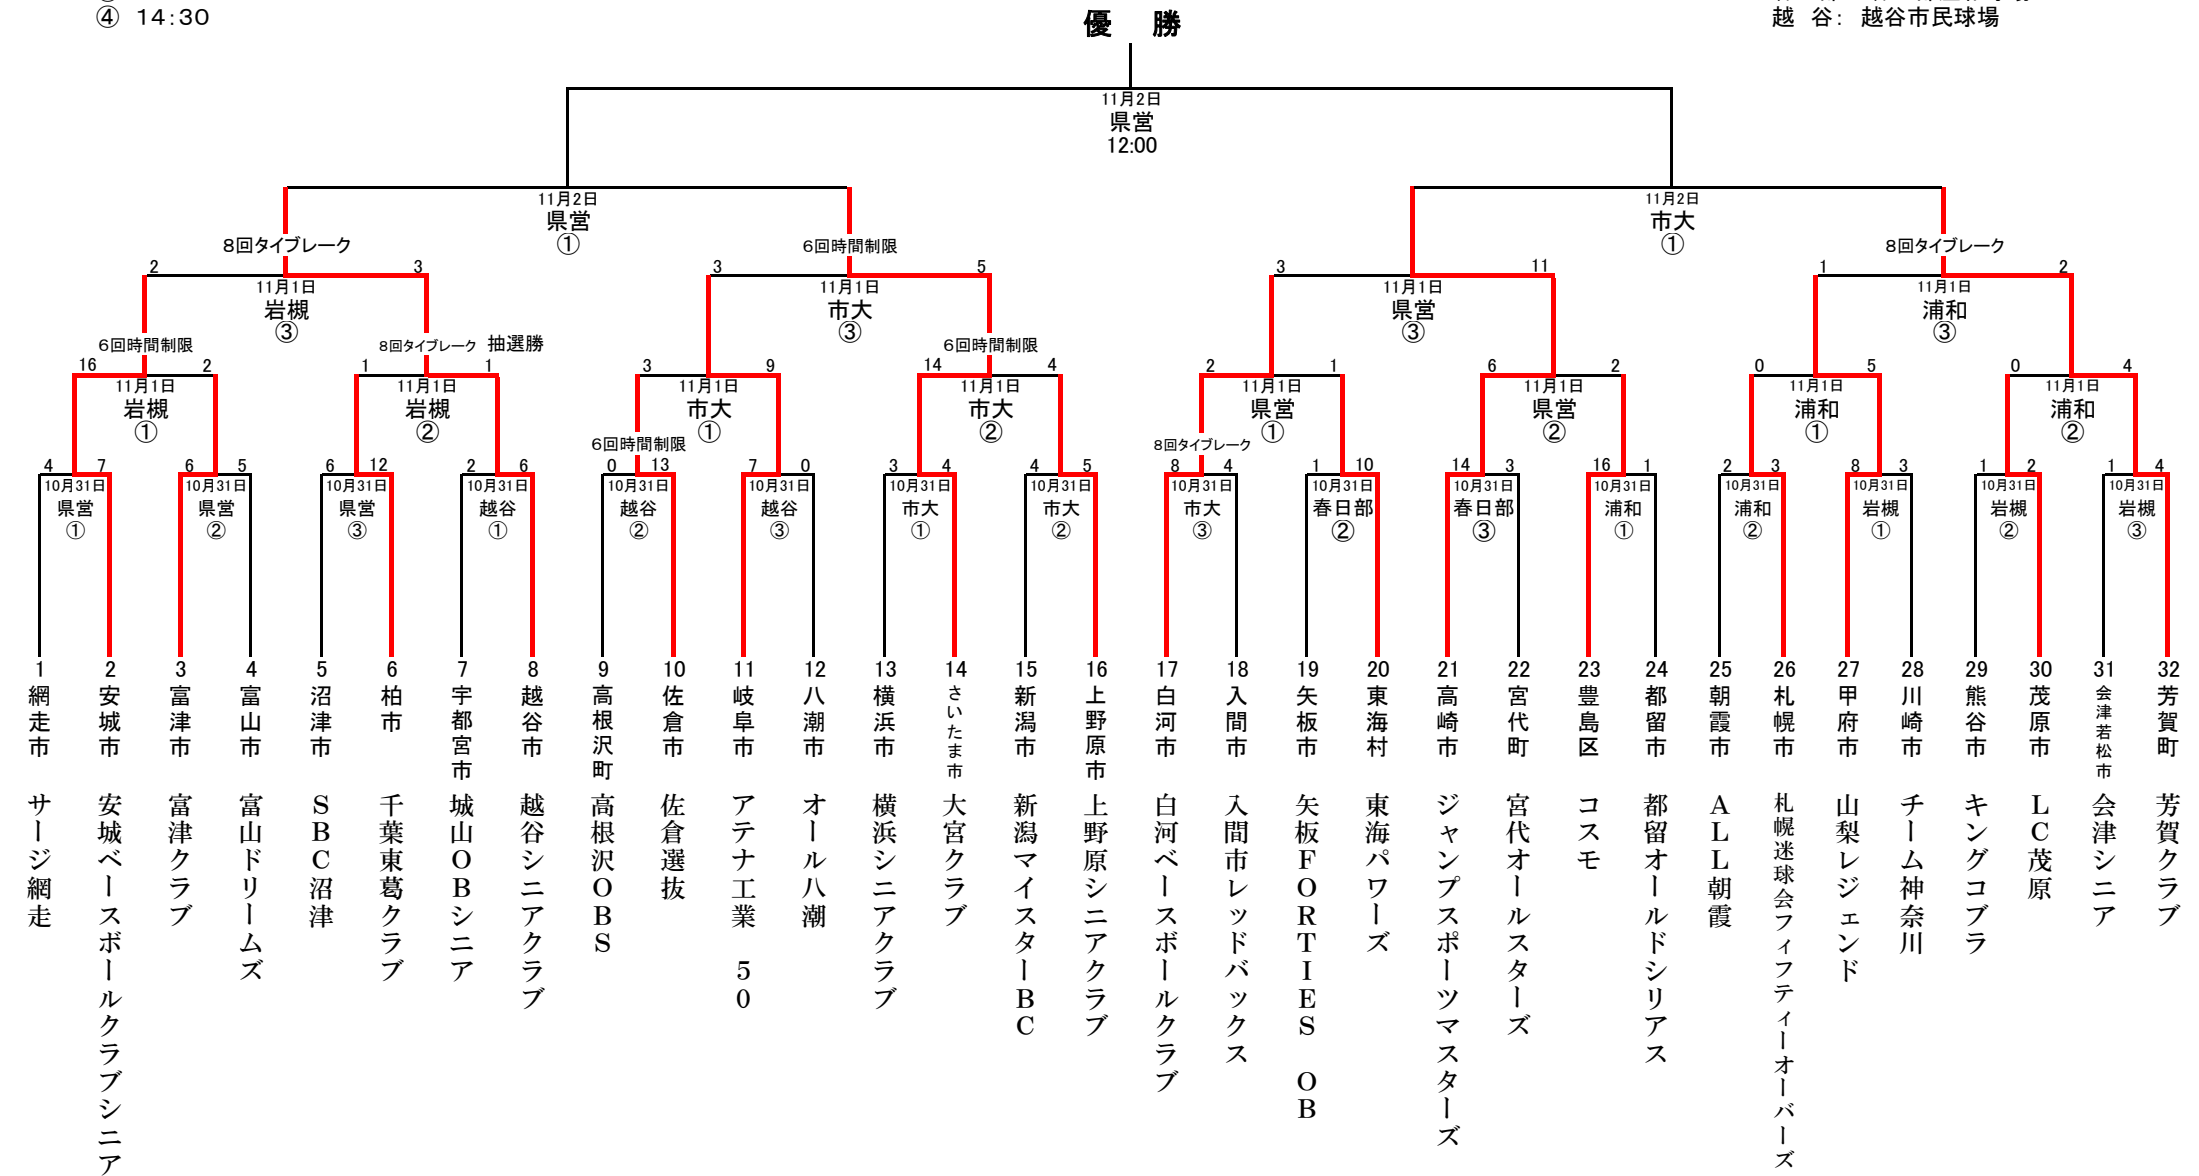 ④ 14:30
優 勝
越 谷： 越谷市民球場
11月2日
県営
12:00
11月2日
県営
①
11月2日
市大
①
8回タイブレーク
6回時間制限
8回タイブレーク
2 3
3 5
3 11
1 2
11月1日
岩槻
③
11月1日
市大
③
11月1日
県営
③
11月1日
浦和
③
6回時間制限
8回タイブレーク 抽選勝
6回時間制限
16 2
1 1
3 9
14 4
2 1
6 2
0 5
0 4
11月1日
岩槻
①
11月1日
岩槻
②
11月1日
市大
①
11月1日
市大
②
11月1日
県営
①
11月1日
県営
②
11月1日
浦和
①
11月1日
浦和
②
6回時間制限
8回タイブレーク
4 7
6 5
6 12
2 6
0 13
7 0
3 4
4 5
8 4
1 10
14 3
16 1
2 3
8 3
1 2
1 4
10月31日
県営
①
10月31日
県営
②
10月31日
県営
③
10月31日
越谷
①
10月31日
越谷
②
10月31日
越谷
③
10月31日
市大
①
10月31日
市大
②
10月31日
市大
③
10月31日
春日部
②
10月31日
春日部
③
10月31日
浦和
①
10月31日
浦和
②
10月31日
岩槻
①
10月31日
岩槻
②
10月31日
岩槻
③
1 網走市 サージ網走
2 安城市 安城ベースボールクラブシニア
3 富津市 富津クラブ
4 富山市 富山ドリームズ
5 沼津市 SBC沼津
6 柏市 千葉東葛クラブ
7 宇都宮市 城山OBシニア
8 越谷市 越谷シニアクラブ
9 高根沢町 高根沢OBS
10 佐倉市 佐倉選抜
11 岐阜市 アテナ工業 50
12 八潮市 オール八潮
13 横浜市 横浜シニアクラブ
14 さいたま市 大宮クラブ
15 新潟市 新潟マイスターBC
16 上野原市 上野原シニアクラブ
17 白河市 白河ベースボールクラブ
18 入間市 入間市レッドバックス
19 矢板市 矢板FORTIES OB
20 東海村 東海パワーズ
21 高崎市 ジャンプスポーツマスターズ
22 宮代町 宮代オールスターズ
23 豊島区 コスモ
24 都留市 都留オールドシリアス
25 朝霞市 ALL朝霞
26 札幌市 札幌迷球会フィフティーオーバーズ
27 甲府市 山梨レジェンド
28 川崎市 チーム神奈川
29 熊谷市 キングコブラ
30 茂原市 LC茂原
31 会津若松市 会津シニア
32 芳賀町 芳賀クラブ